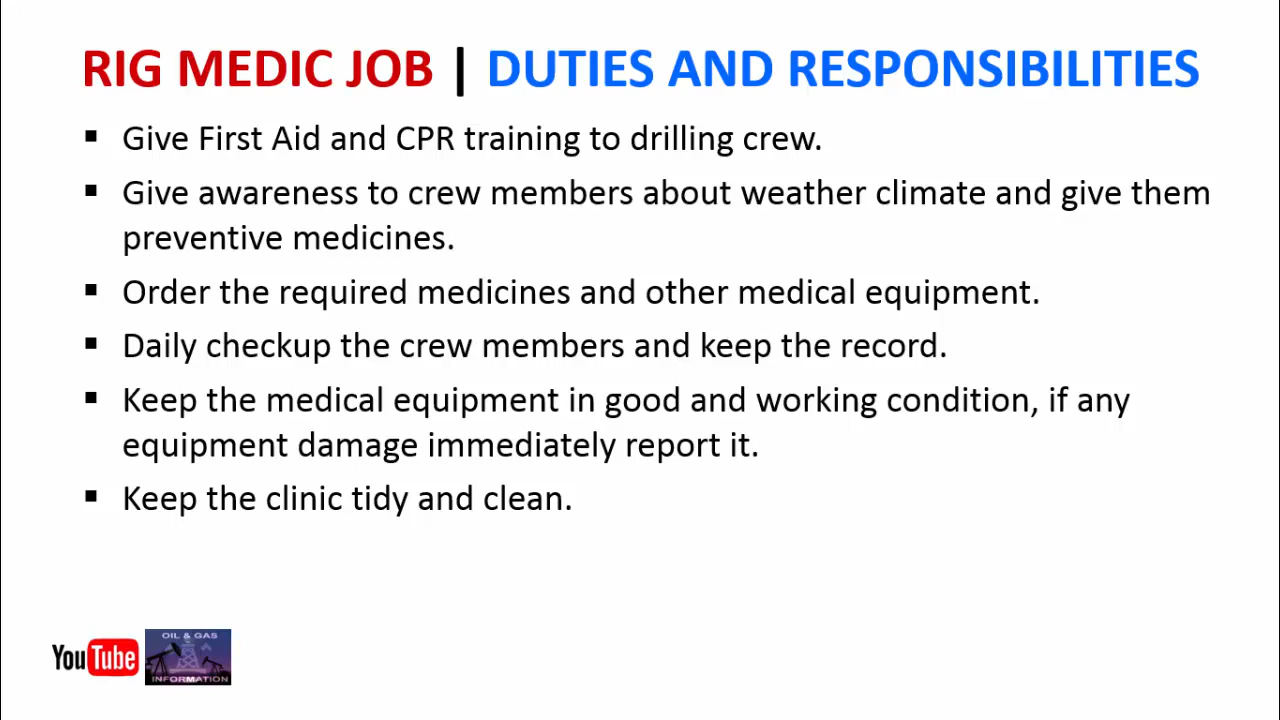 RIG MEDIC JOB | DUTIES AND RESPONSIBILITIES
▪ Give First Aid and CPR training to drilling crew.
▪ Give awareness to crew members about weather climate and give them
preventive medicines.
▪ Order the required medicines and other medical equipment.
▪ Daily checkup the crew members and keep the record.
▪ Keep the medical equipment in good and working condition, if any
equipment damage immediately report it.
▪ Keep the clinic tidy and clean.
YouTube
OIL & GAS
INFORMATION